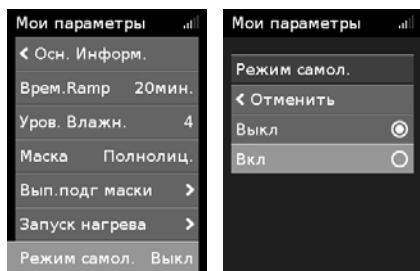 Мои параметры
< Осн. Информ.
Врем.Ramp 20мин.
Уров. Влажн. 4
Маска Полнолиц.
Вып.подг маски >
Запуск нагрева >
Режим самол. Выкл
Мои параметры
Режим самол.
< Отменить
Выкл
Вкл